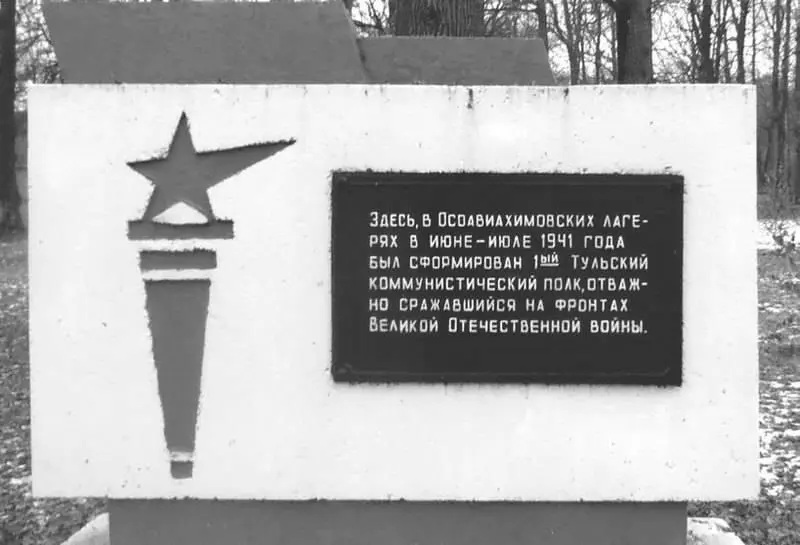 Здесь, в Осоавиахимовских лаге-
рях в июне-июле 1941 года
был сформирован 1ый Тульский
коммунистический полк, отваж-
но сражавшийся на фронтах
Великой Отечественной войны.